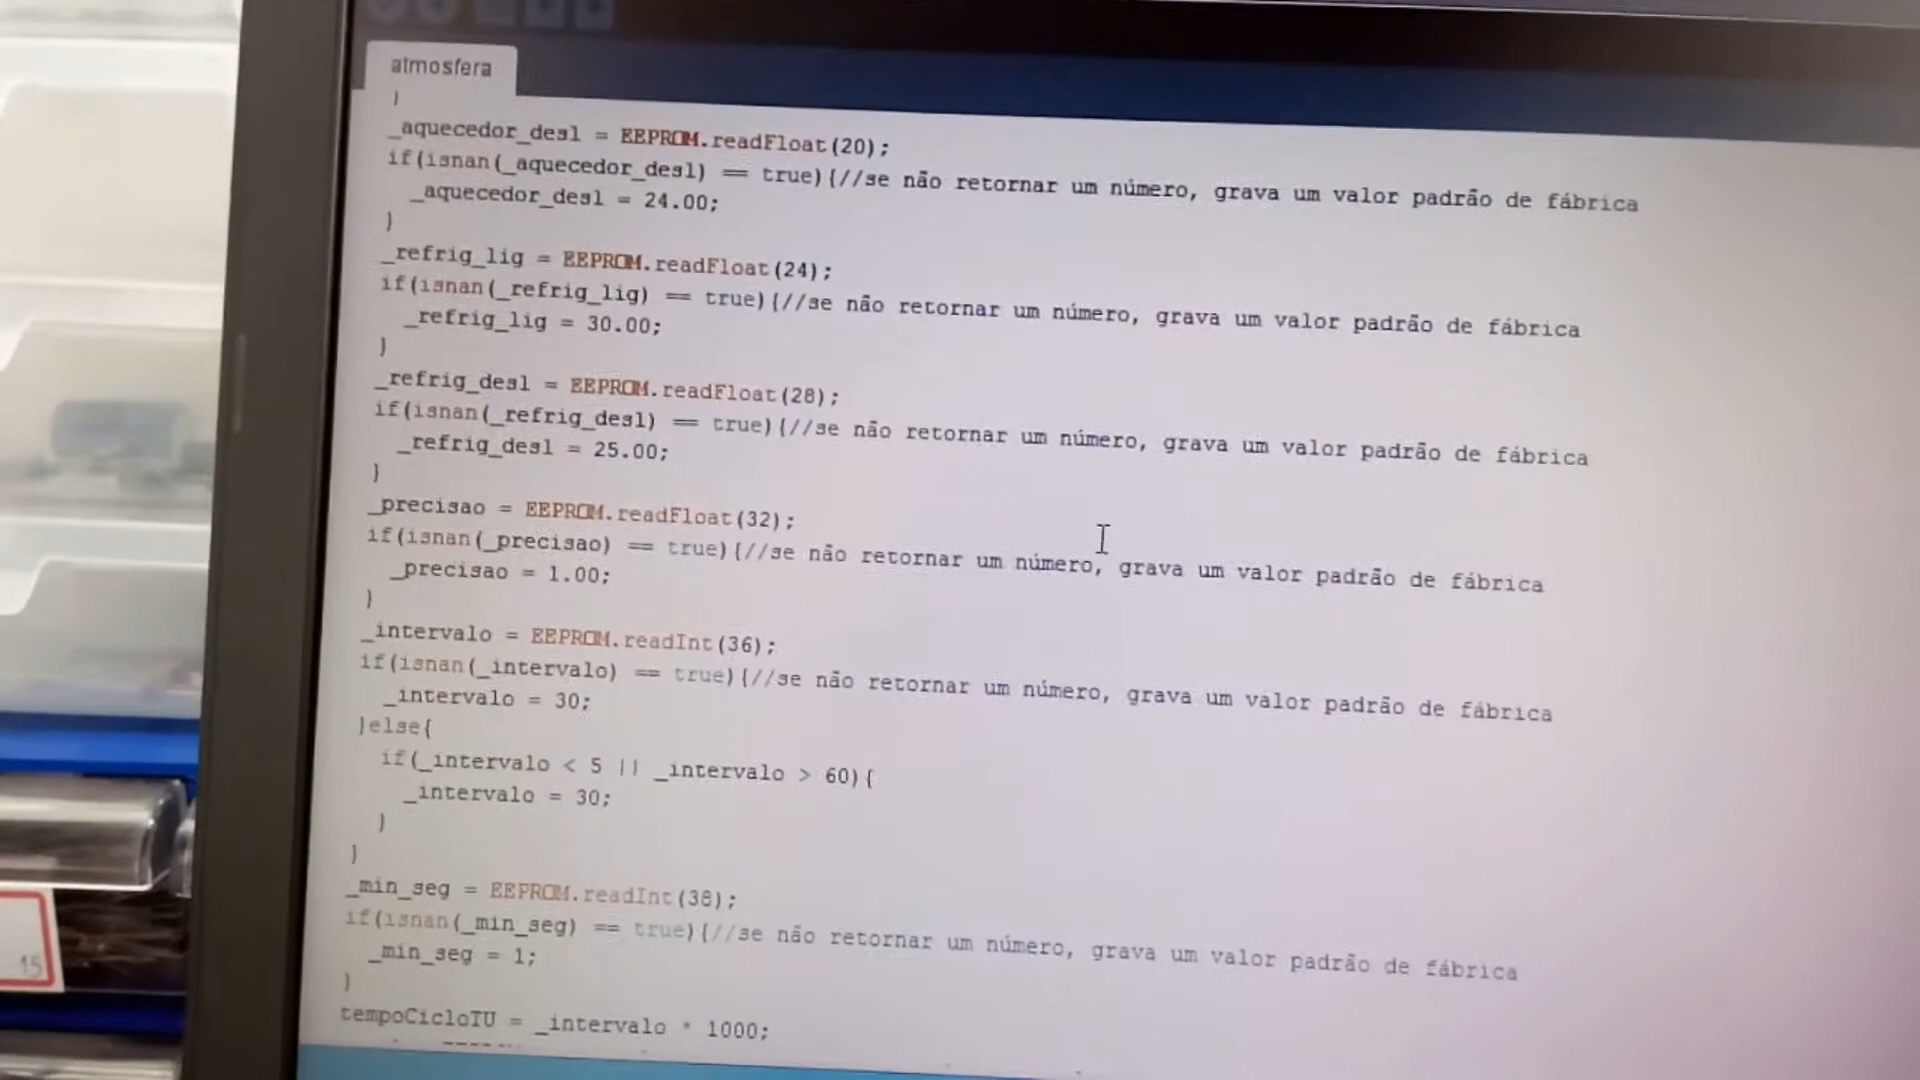 atmosfera
}
_aquecedor_desl = EEPROM.readFloat(20);
if(isnan(_aquecedor_desl) == true){//se não retornar um número, grava um valor padrão de fábrica
_aquecedor_desl = 24.00;
}
_refrig_lig = EEPROM.readFloat(24);
if(isnan(_refrig_lig) == true){//se não retornar um número, grava um valor padrão de fábrica
_refrig_lig = 30.00;
}
_refrig_desl = EEPROM.readFloat(28);
if(isnan(_refrig_desl) == true){//se não retornar um número, grava um valor padrão de fábrica
_refrig_desl = 25.00;
}
_precisao = EEPROM.readFloat(32);
if(isnan(_precisao) == true){//se não retornar um número, grava um valor padrão de fábrica
_precisao = 1.00;
}
_intervalo = EEPROM.readInt(36);
if(isnan(_intervalo) == true){//se não retornar um número, grava um valor padrão de fábrica
_intervalo = 30;
}else{
if(_intervalo < 5 || _intervalo > 60){
_intervalo = 30;
}
}
_min_seg = EEPROM.readInt(38);
if(isnan(_min_seg) == true){//se não retornar um número, grava um valor padrão de fábrica
_min_seg = 1;
}
tempoCicloTU = _intervalo * 1000;
15